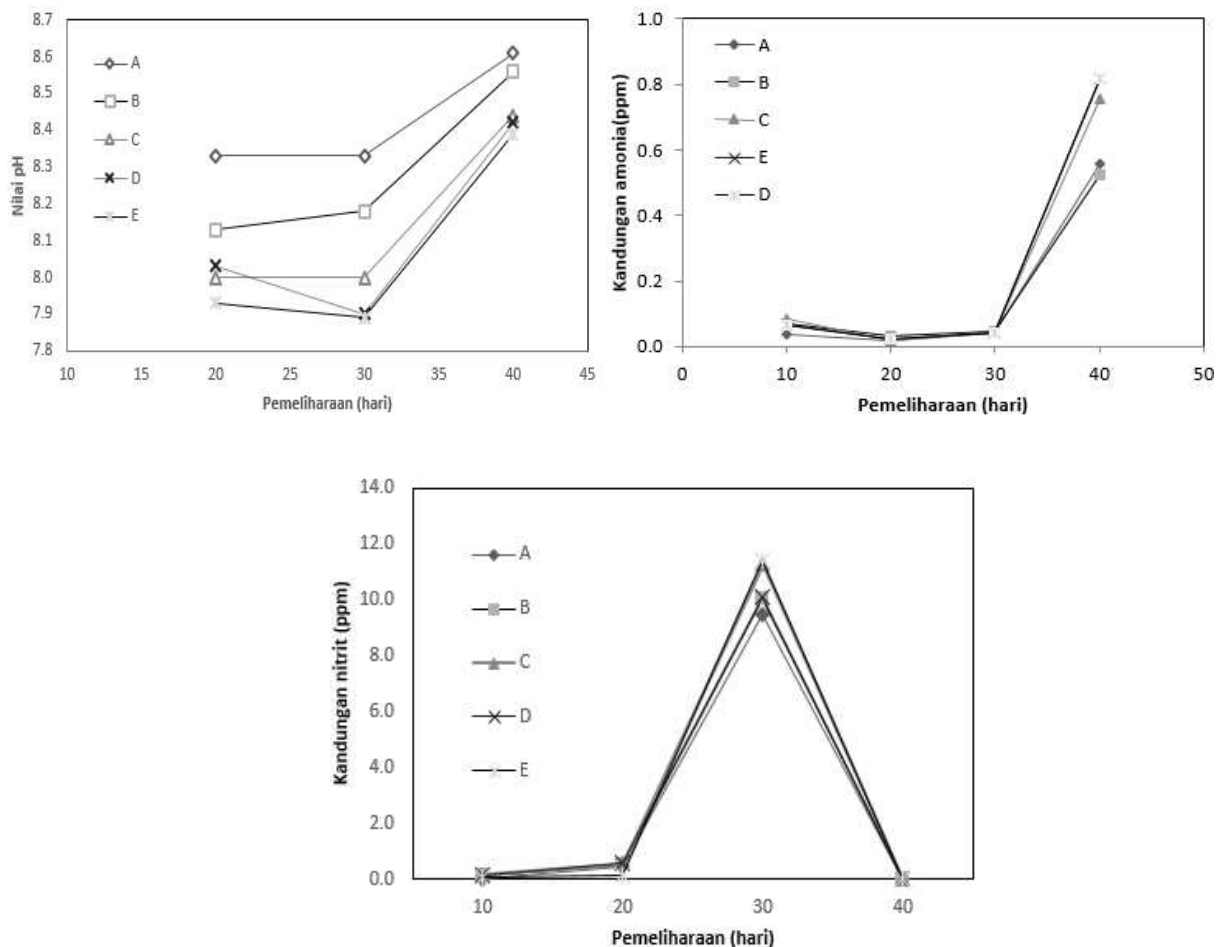 8.7
8.6
8.5
8.4
8.3
8.2
8.1
8.0
7.9
7.8
Nilai pH
A
B
C
D
E
10 15 20 25 30 35 40 45
Pemeliharaan (hari)
1.0
0.8
0.6
0.4
0.2
0.0
Kandungan amonia(ppm)
A
B
C
E
D
0 10 20 30 40 50
Pemeliharaan (hari)
14.0
12.0
10.0
8.0
6.0
4.0
2.0
0.0
Kandungan nitrit (ppm)
A
B
C
D
E
10 20 30 40
Pemeliharaan (hari)